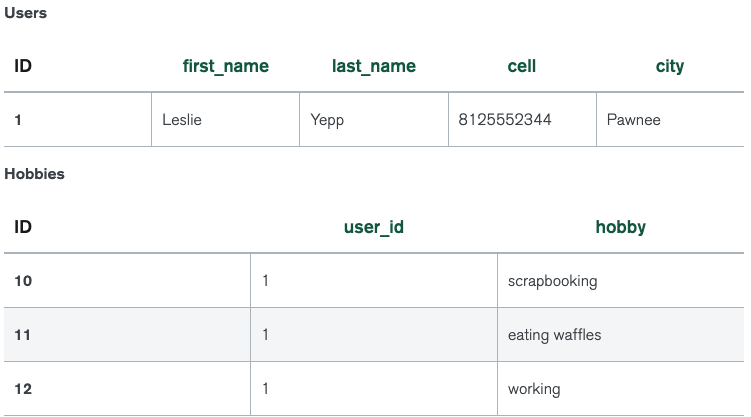 Users
ID first_name last_name cell city
1 Leslie Yepp 8125552344 Pawnee
Hobbies
ID user_id hobby
10 1 scrapbooking
11 1 eating waffles
12 1 working